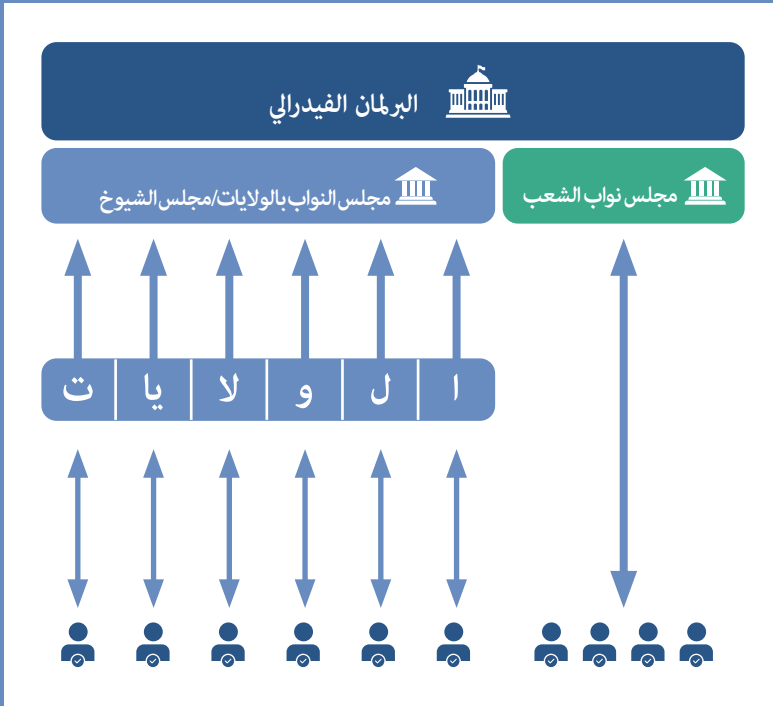 البرلمان الفيدرالي
مجلس نواب الشعب
مجلس النواب بالولايات/مجلس الشيوخ
ا ل و لا يا ت